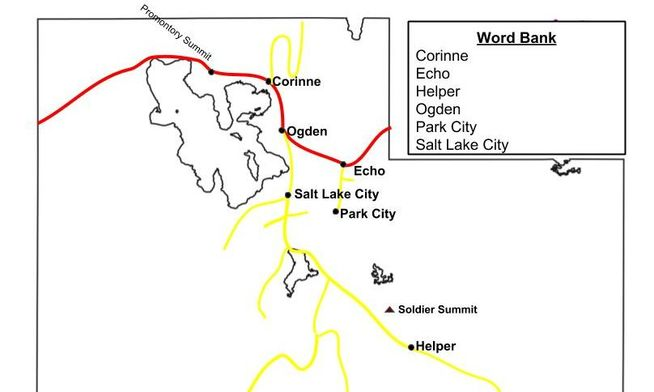 Promontory Summit
Word Bank
Corinne
Echo
Helper
Ogden
Park City
Salt Lake City
Corinne
Ogden
Echo
Salt Lake City
Park City
Soldier Summit
Helper